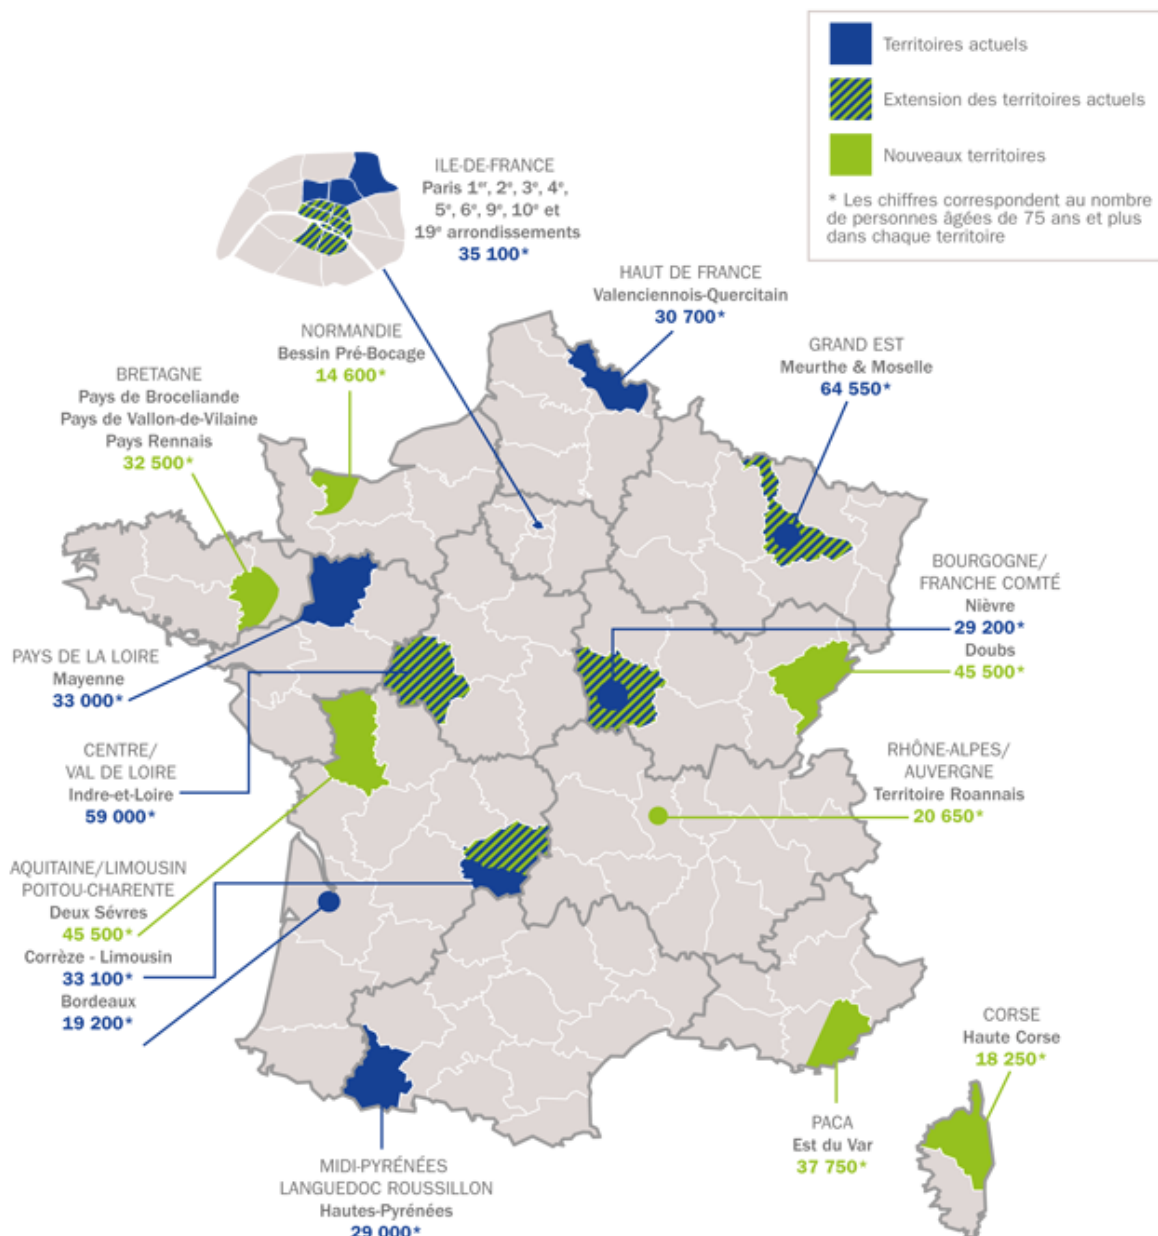 Territoires actuels
Extension des territoires actuels
Nouveaux territoires
* Les chiffres correspondent au nombre
de personnes âgées de 75 ans et plus
dans chaque territoire
ILE-DE-FRANCE
Paris 1er, 2e, 3e, 4e,
5e, 6e, 9e, 10e et
19e arrondissements
35 100*
HAUT DE FRANCE
Valenciennois-Quercitain
30 700*
NORMANDIE
Bessin Pré-Bocage
14 600*
GRAND EST
Meurthe & Moselle
64 550*
BRETAGNE
Pays de Broceliande
Pays de Vallon-de-Vilaine
Pays Rennais
32 500*
BOURGOGNE/
FRANCHE COMTÉ
Nièvre
29 200*
Doubs
45 500*
PAYS DE LA LOIRE
Mayenne
33 000*
CENTRE/
VAL DE LOIRE
Indre-et-Loire
59 000*
RHÔNE-ALPES/
AUVERGNE
Territoire Roannais
20 650*
AQUITAINE/LIMOUSIN
POITOU-CHARENTE
Deux Sévres
45 500*
Corrèze - Limousin
33 100*
Bordeaux
19 200*
CORSE
Haute Corse
18 250*
PACA
Est du Var
37 750*
MIDI-PYRÉNÉES
LANGUEDOC ROUSSILLON
Hautes-Pyrénées
29 000*